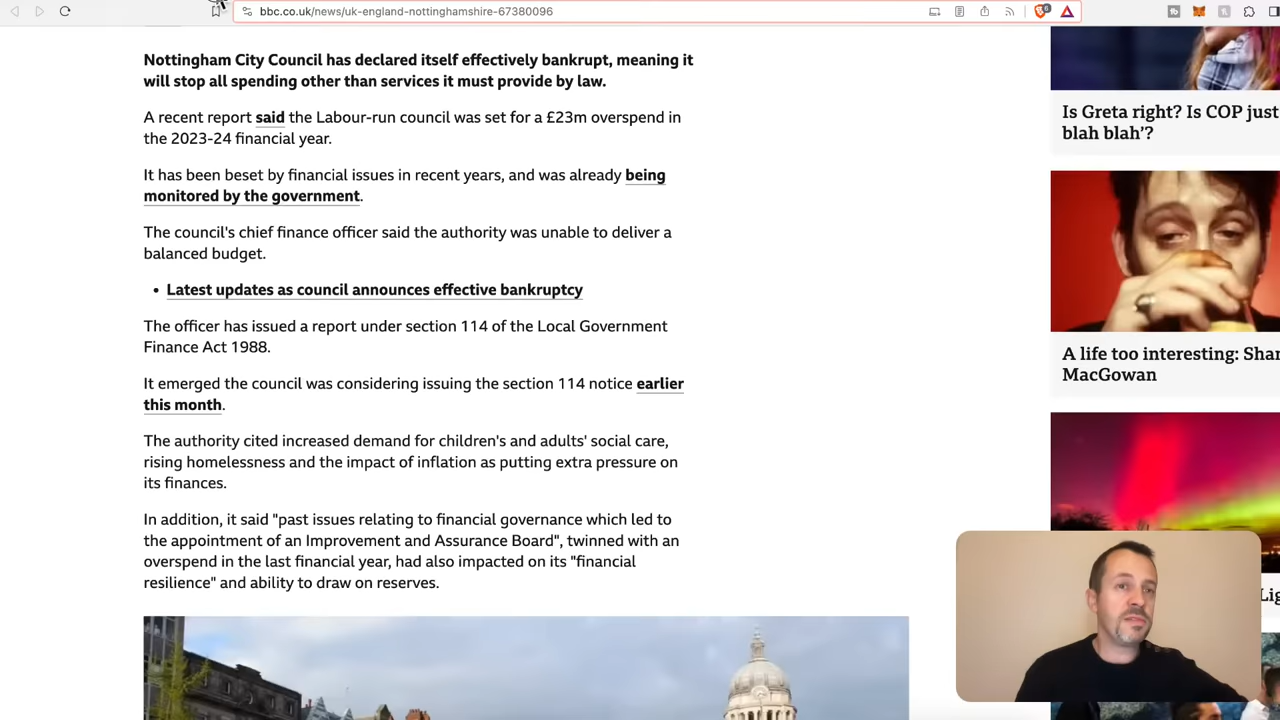 bbc.co.uk/news/uk-england-nottinghamshire-67380096
Nottingham City Council has declared itself effectively bankrupt, meaning it
will stop all spending other than services it must provide by law.
A recent report said the Labour-run council was set for a £23m overspend in
the 2023-24 financial year.
It has been beset by financial issues in recent years, and was already being
monitored by the government.
The council's chief finance officer said the authority was unable to deliver a
balanced budget.
• Latest updates as council announces effective bankruptcy
The officer has issued a report under section 114 of the Local Government
Finance Act 1988.
It emerged the council was considering issuing the section 114 notice earlier
this month.
The authority cited increased demand for children's and adults' social care,
rising homelessness and the impact of inflation as putting extra pressure on
its finances.
In addition, it said "past issues relating to financial governance which led to
the appointment of an Improvement and Assurance Board", twinned with an
overspend in the last financial year, had also impacted on its "financial
resilience" and ability to draw on reserves.
Is Greta right? Is COP just
blah blah'?
A life too interesting: Shan
MacGowan
Lig